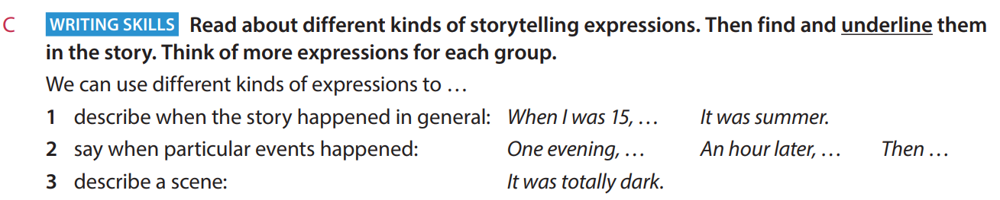 C WRITING SKILLS Read about different kinds of storytelling expressions. Then find and underline them
in the story. Think of more expressions for each group.
We can use different kinds of expressions to …
1 describe when the story happened in general: When I was 15, … It was summer.
2 say when particular events happened: One evening, … An hour later, … Then …
3 describe a scene: It was totally dark.